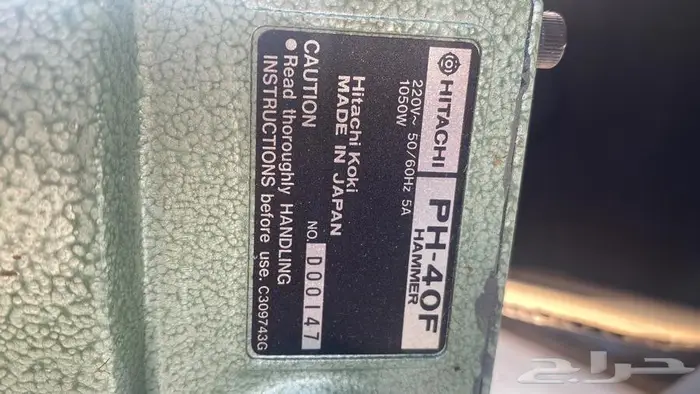 HITACHI PH-40F
HAMMER
220V~ 50/60Hz 5A
1050W
Hitachi Koki
MADE IN JAPAN
NO. D00147
CAUTION
● Read thoroughly HANDLING
INSTRUCTIONS before use. C309743G
حراج